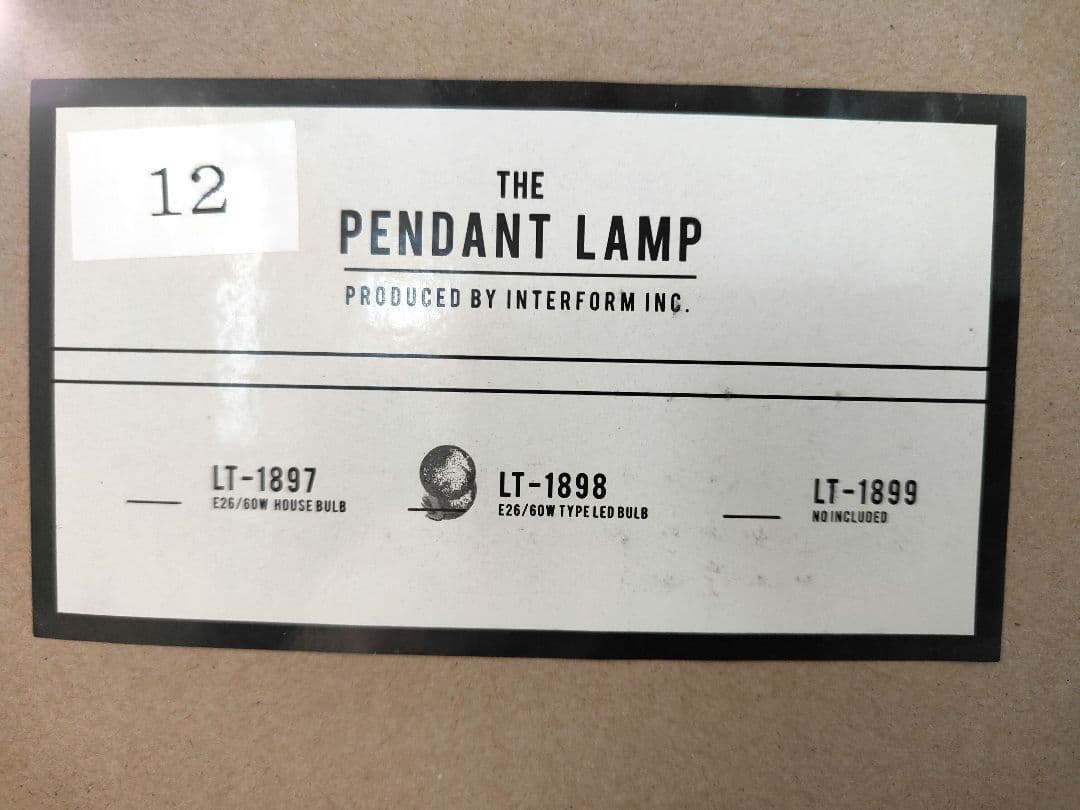 12
THE
PENDANT LAMP
PRODUCED BY INTERFORM INC.
LT-1897
E26/60W HOUSE BULB
LT-1898
E26/60W TYPE LED BULB
LT-1899
NO INCLUDED